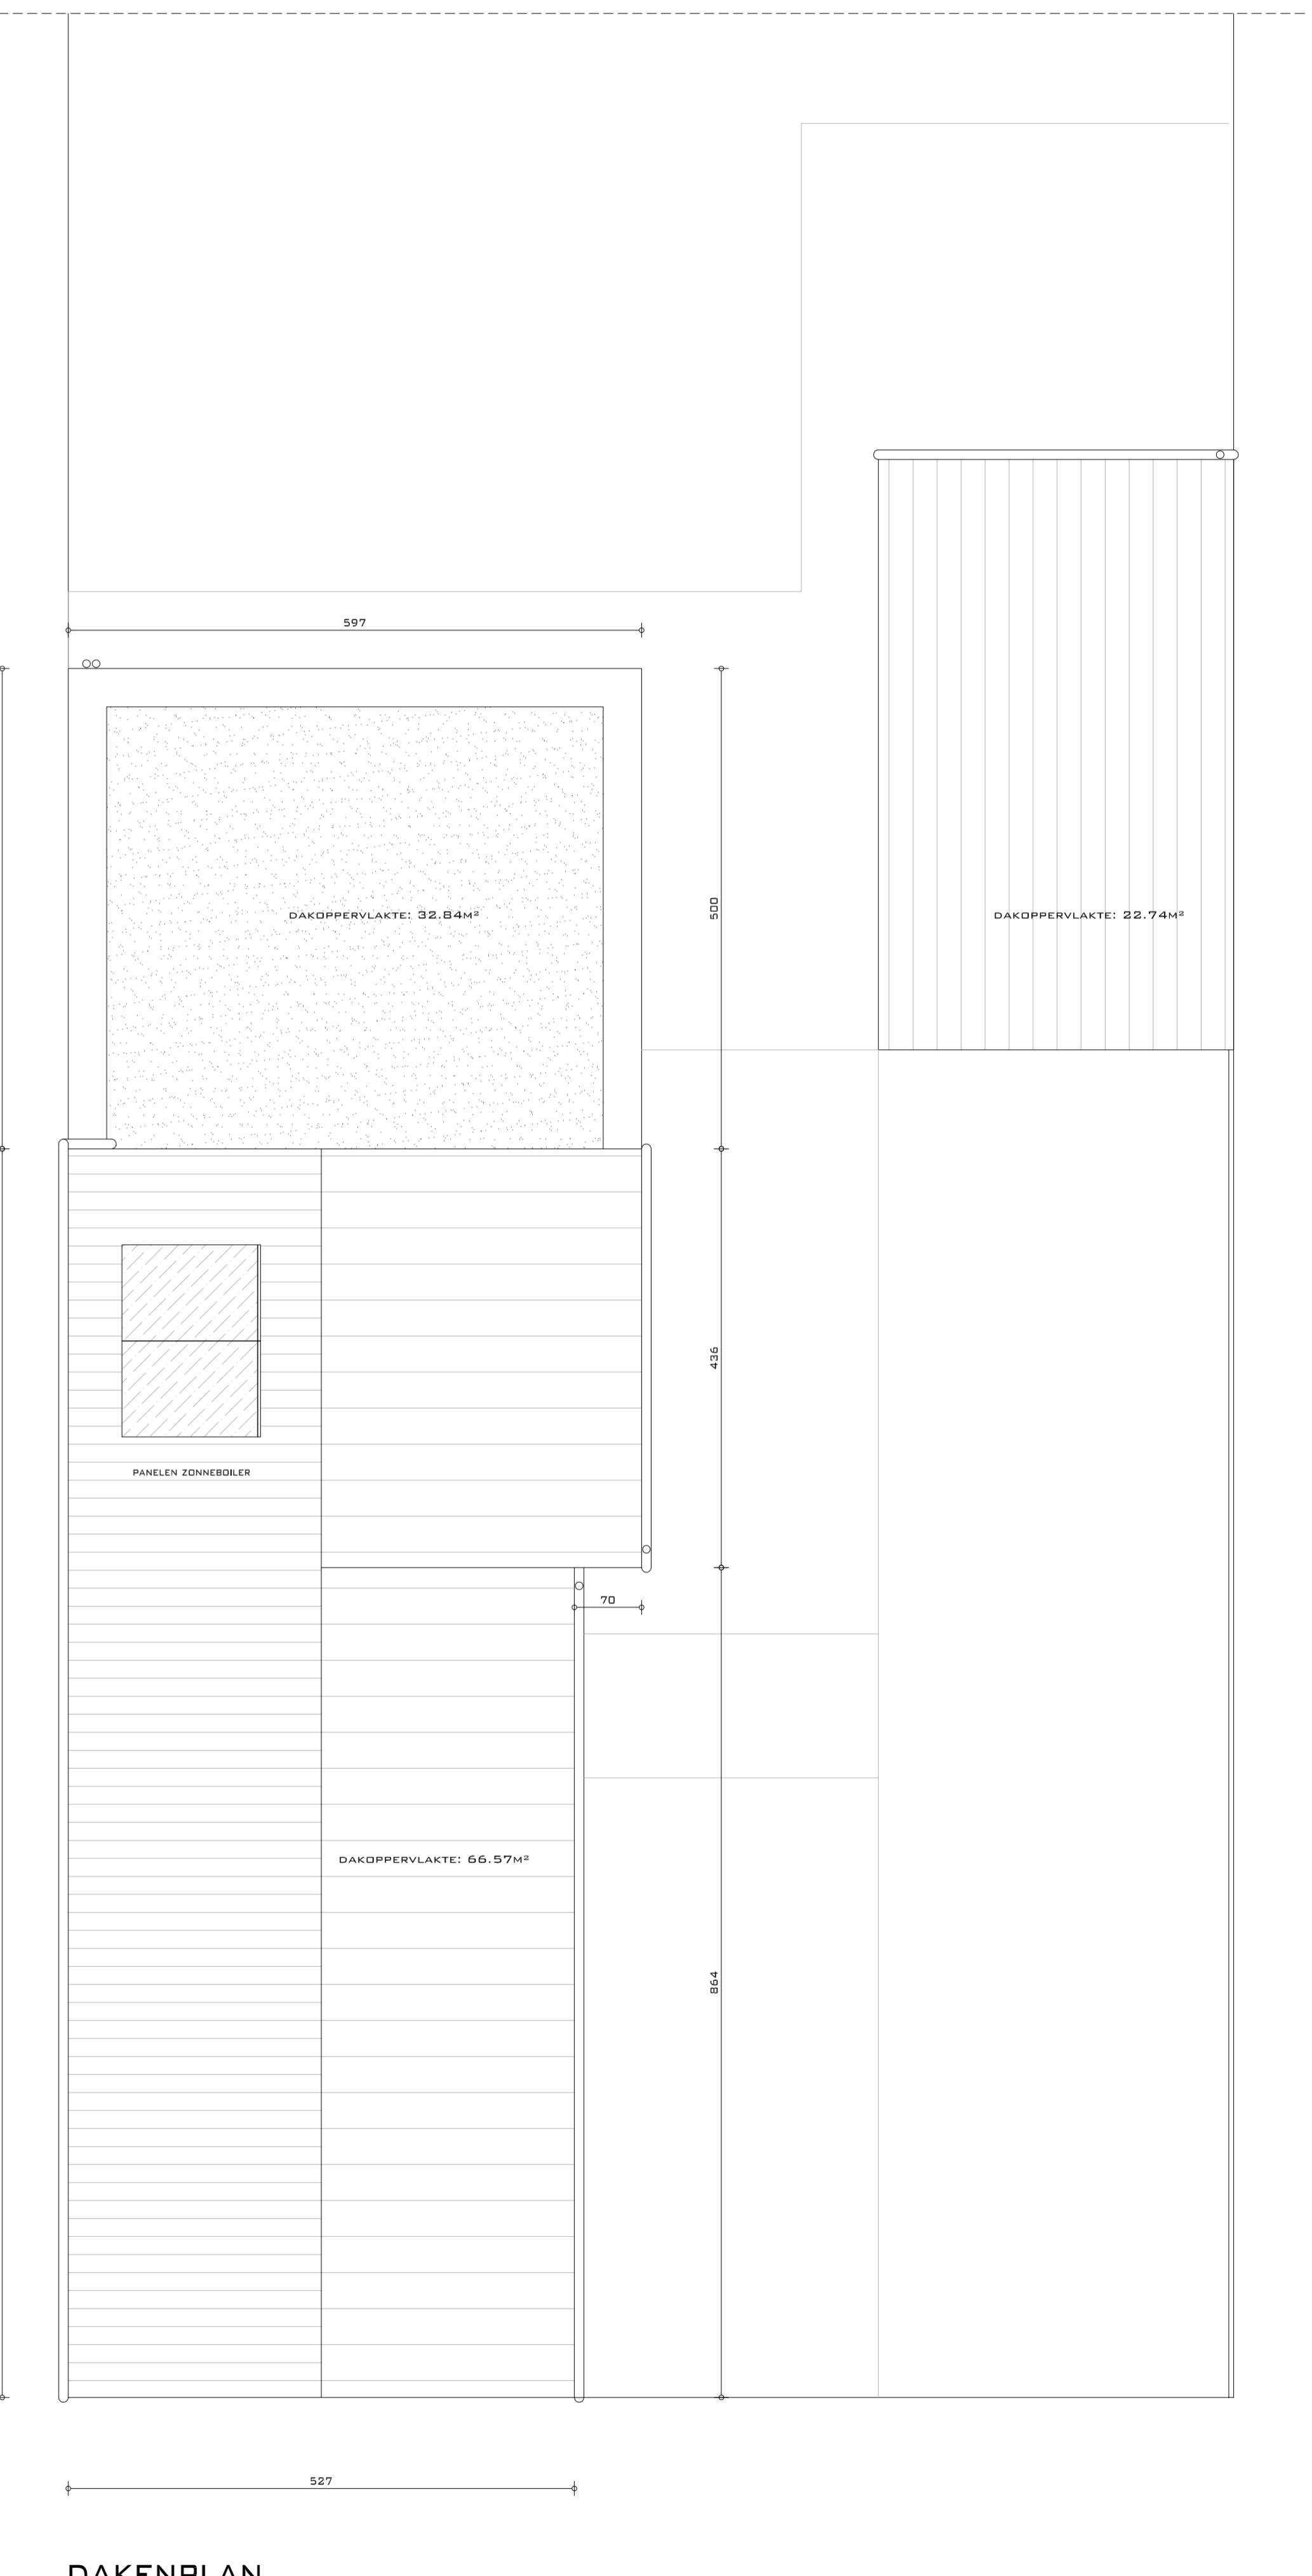 597
DAKOPPERVLAKTE: 32.84M²
500
DAKOPPERVLAKTE: 22.74M²
436
PANELEN ZONNEBOILER
70
DAKOPPERVLAKTE: 66.57M²
864
527
DAKENPLAN